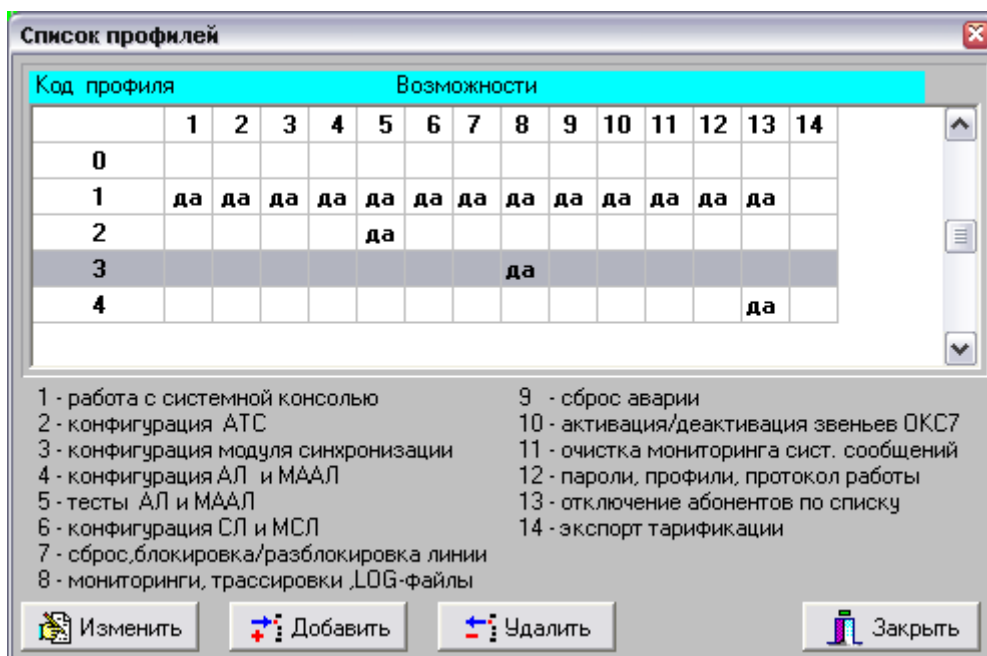 Список профилей
Код профиля Возможности
1 2 3 4 5 6 7 8 9 10 11 12 13 14
0
1 да да да да да да да да да да да да да
2 да
3 да
4 да
1 - работа с системной консолью
2 - конфигурация АТС
3 - конфигурация модуля синхронизации
4 - конфигурация АЛ и МААЛ
5 - тесты АЛ и МААЛ
6 - конфигурация СЛ и МСЛ
7 - сброс,блокировка/разблокировка линии
8 - мониторинги, трассировки ,LOG-файлы
9 - сброс аварии
10 - активация/деактивация звеньев ОКС7
11 - очистка мониторинга сист. сообщений
12 - пароли, профили, протокол работы
13 - отключение абонентов по списку
14 - экспорт тарификации
Изменить Добавить Удалить Закрыть